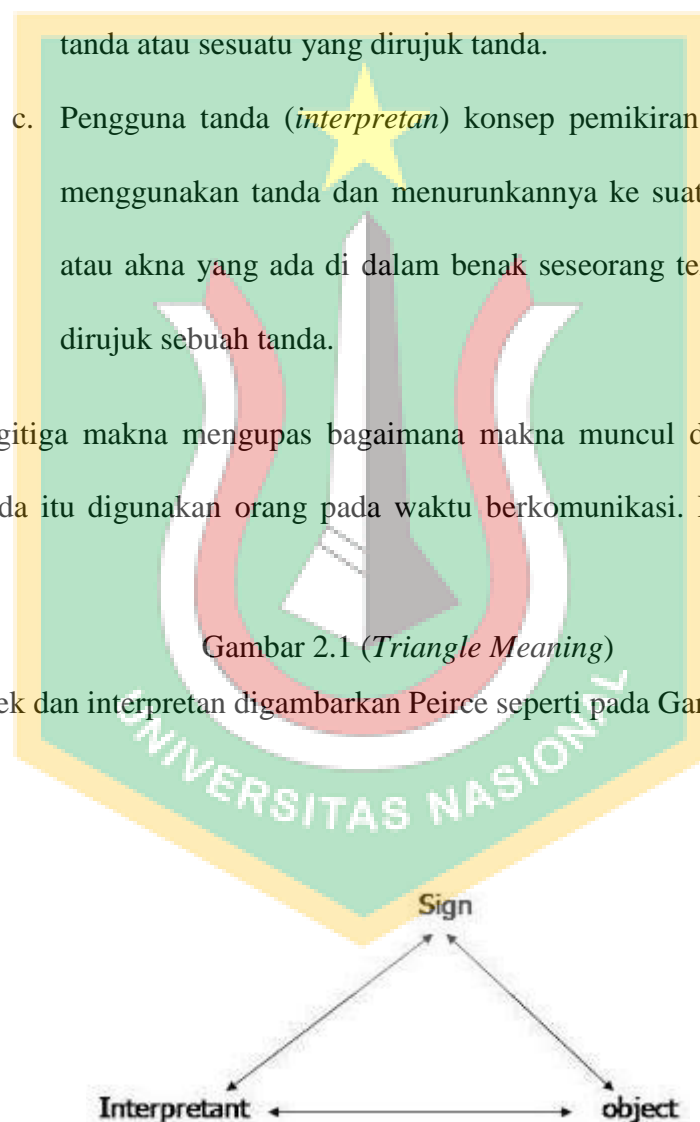 tanda atau sesuatu yang dirujuk tanda.
c. Pengguna tanda (interpretan) konsep pemikiran
menggunakan tanda dan menurunkannya ke suat
atau akna yang ada di dalam benak seseorang te
dirujuk sebuah tanda.
gitiga makna mengupas bagaimana makna muncul d
da itu digunakan orang pada waktu berkomunikasi.
Gambar 2.1 (Triangle Meaning)
ek dan interpretan digambarkan Peirce seperti pada Gar
UNIVERSITAS NASIONAL
Sign
Interpretant object